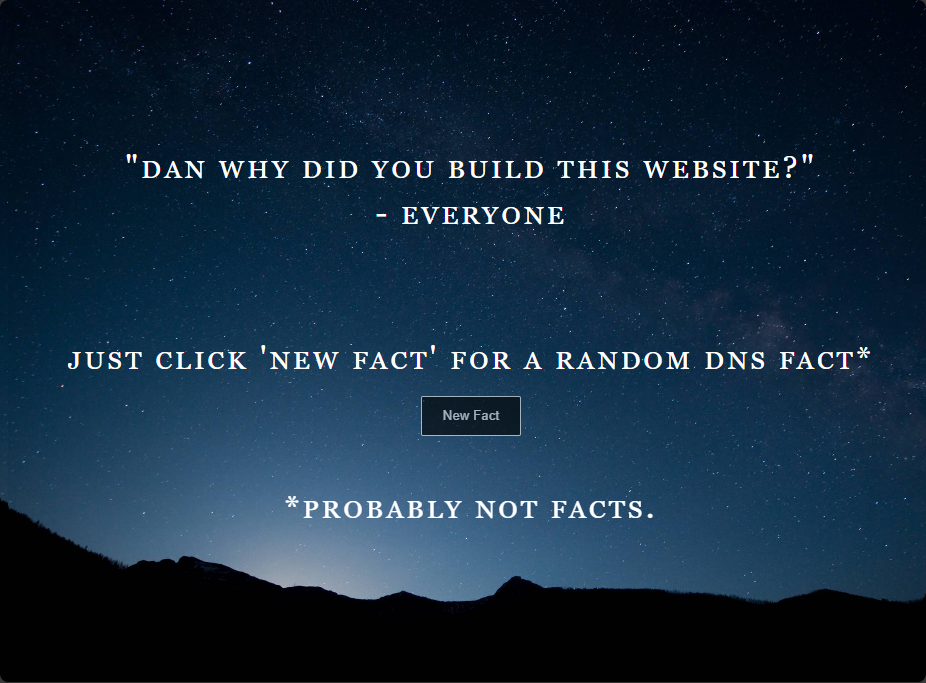 "DAN WHY DID YOU BUILD THIS WEBSITE?"
- EVERYONE
JUST CLICK 'NEW FACT' FOR A RANDOM DNS FACT*
New Fact
*PROBABLY NOT FACTS.